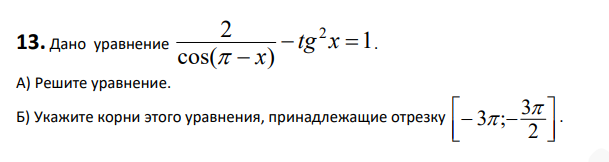 13. Дано уравнение 2/cos(π − x) − tg²x = 1.
А) Решите уравнение.
Б) Укажите корни этого уравнения, принадлежащие отрезку [−3π; −3π/2].